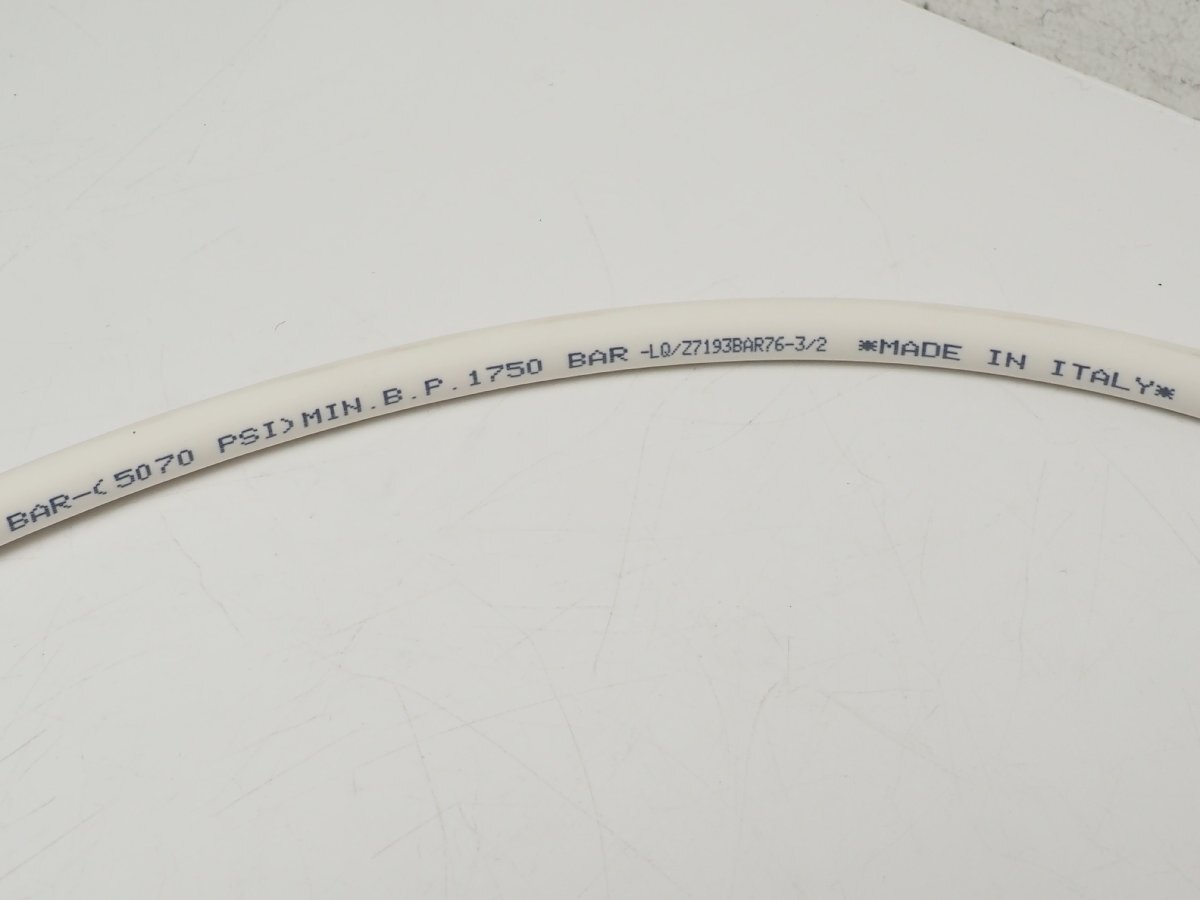 BAR-(5070 PSI)MIN.B.P.1750 BAR -LQ/Z7193BAR76-3/2 *MADE IN ITALY*